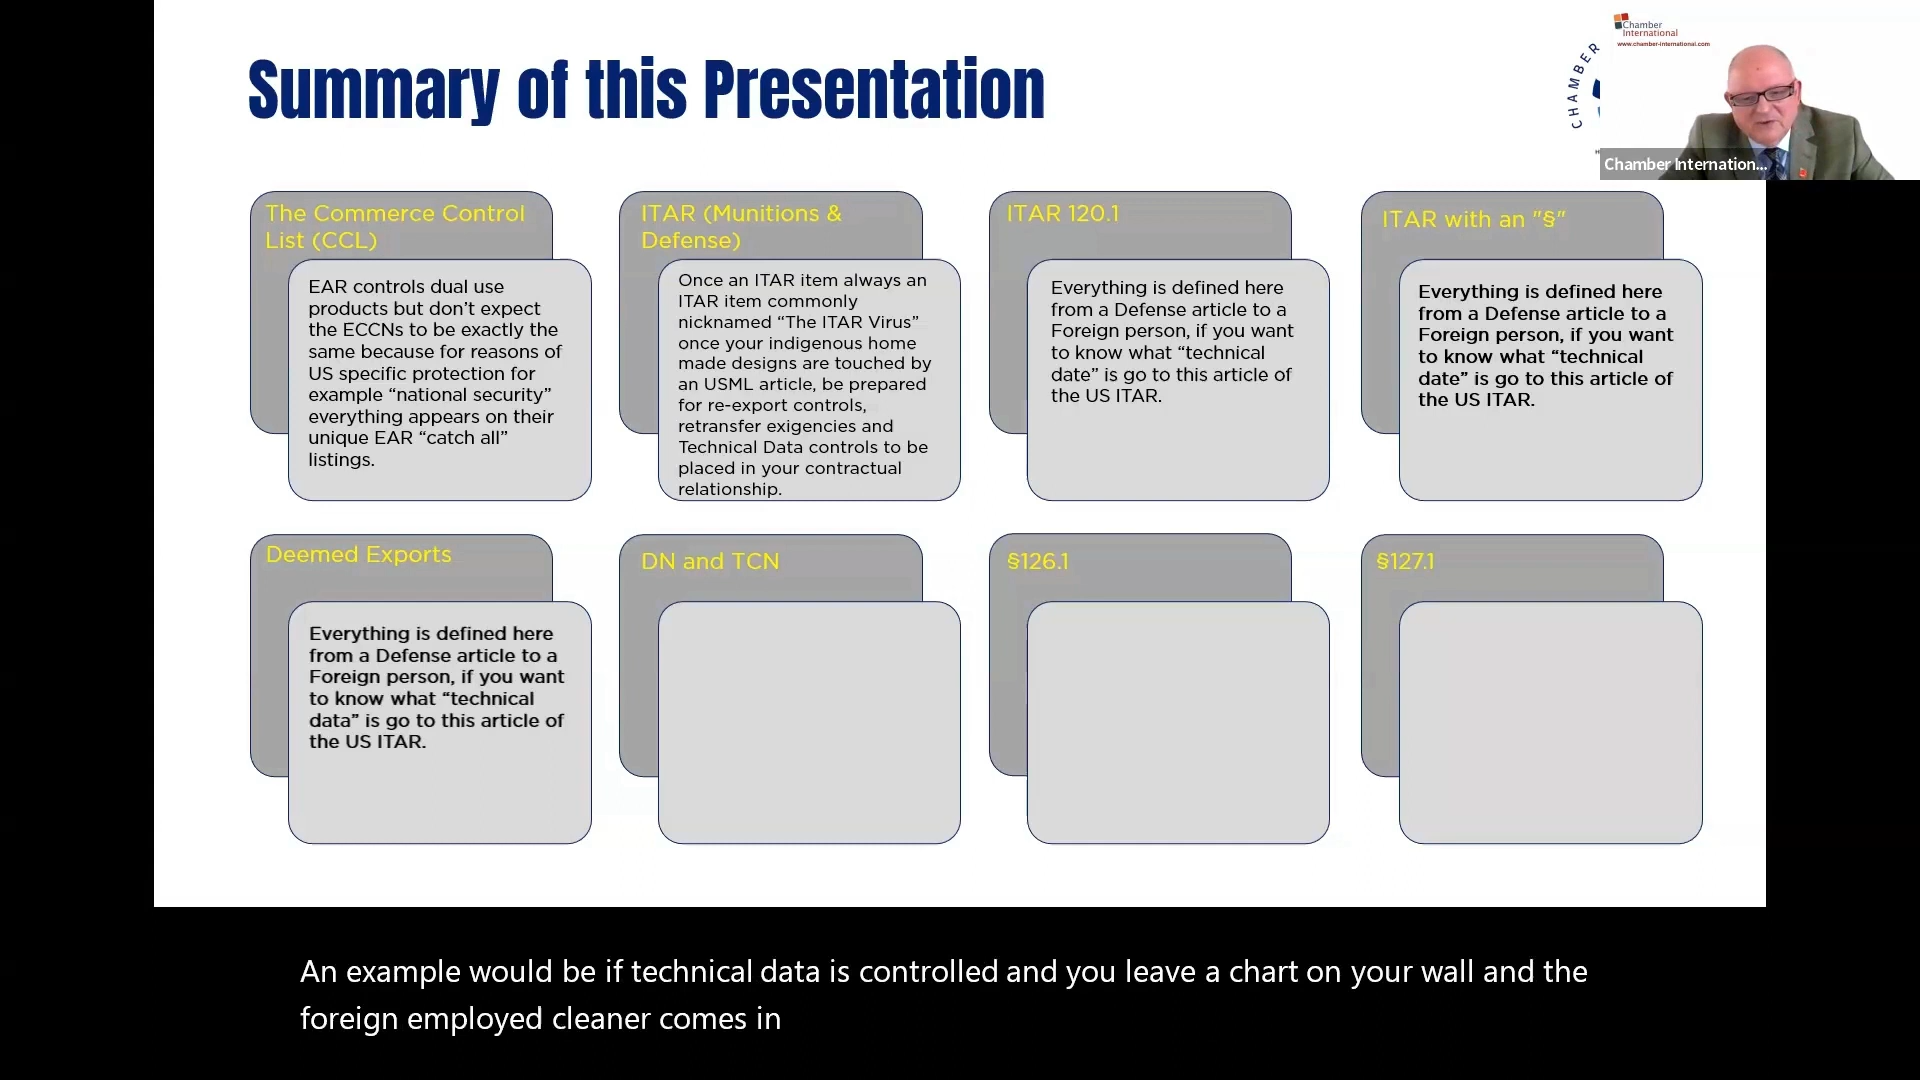 Summary of this Presentation
Chamber
International
www.chamber-international.com
CHAMBER
Chamber Internation...
The Commerce Control
List (CCL)
EAR controls dual use
products but don’t expect
the ECCNs to be exactly the
same because for reasons of
US specific protection for
example “national security”
everything appears on their
unique EAR “catch all”
listings.
ITAR (Munitions &
Defense)
Once an ITAR item always an
ITAR item commonly
nicknamed “The ITAR Virus”
once your indigenous home
made designs are touched by
an USML article, be prepared
for re-export controls,
retransfer exigencies and
Technical Data controls to be
placed in your contractual
relationship.
ITAR 120.1
Everything is defined here
from a Defense article to a
Foreign person, if you want
to know what “technical
date” is go to this article of
the US ITAR.
ITAR with an "§"
Everything is defined here
from a Defense article to a
Foreign person, if you want
to know what “technical
date” is go to this article of
the US ITAR.
Deemed Exports
Everything is defined here
from a Defense article to a
Foreign person, if you want
to know what “technical
data” is go to this article of
the US ITAR.
DN and TCN
§126.1
§127.1
An example would be if technical data is controlled and you leave a chart on your wall and the
foreign employed cleaner comes in